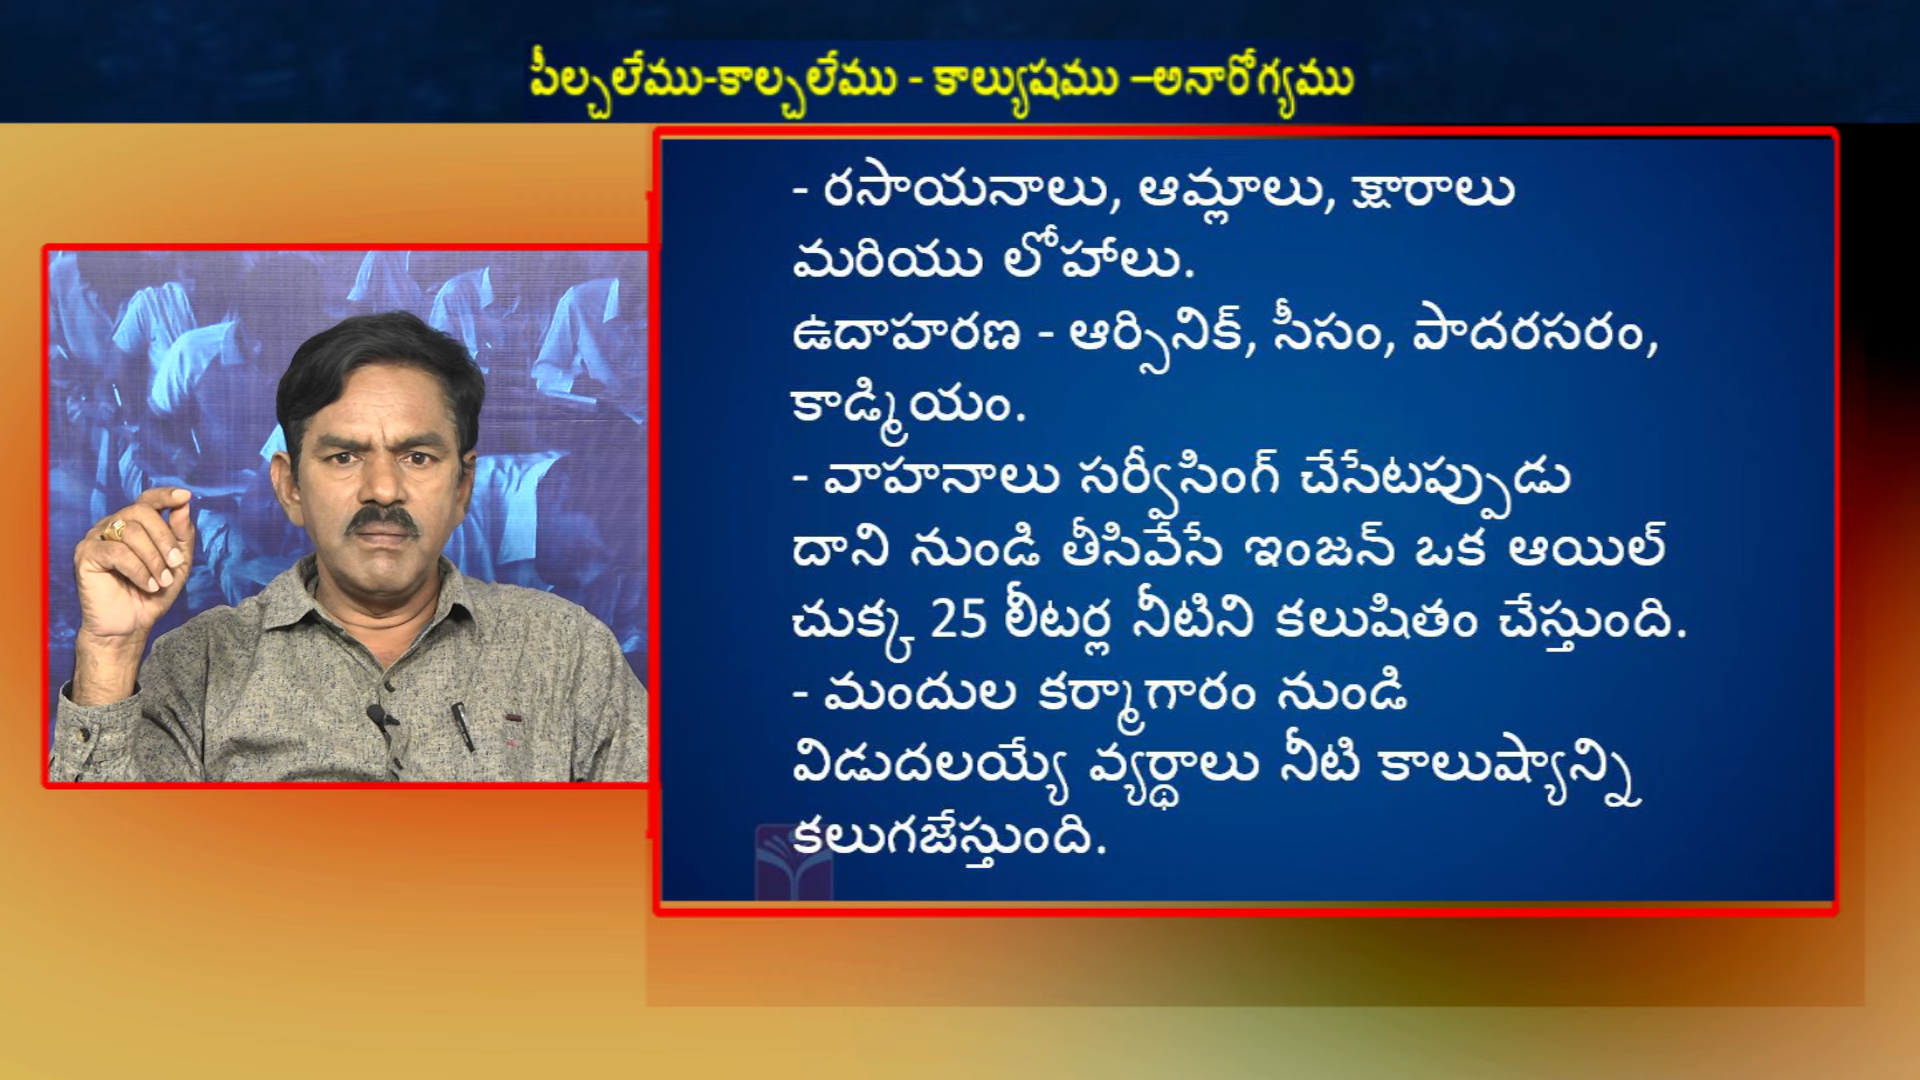 పీల్చలేము-కాల్చలేము - కాల్యుషము –అనారోగ్యము
- రసాయనాలు, ఆమ్లాలు, క్షారాలు
మరియు లోహాలు.
ఉదాహరణ - ఆర్సినిక్, సీసం, పాదరసరం,
కాడ్మియం.
- వాహనాలు సర్వీసింగ్ చేసేటప్పుడు
దాని నుండి తీసివేసే ఇంజన్ ఒక ఆయిల్
చుక్క 25 లీటర్ల నీటిని కలుషితం చేస్తుంది.
- మందుల కర్మాగారం నుండి
విడుదలయ్యే వ్యర్థాలు నీటి కాలుష్యాన్ని
కలుగజేస్తుంది.